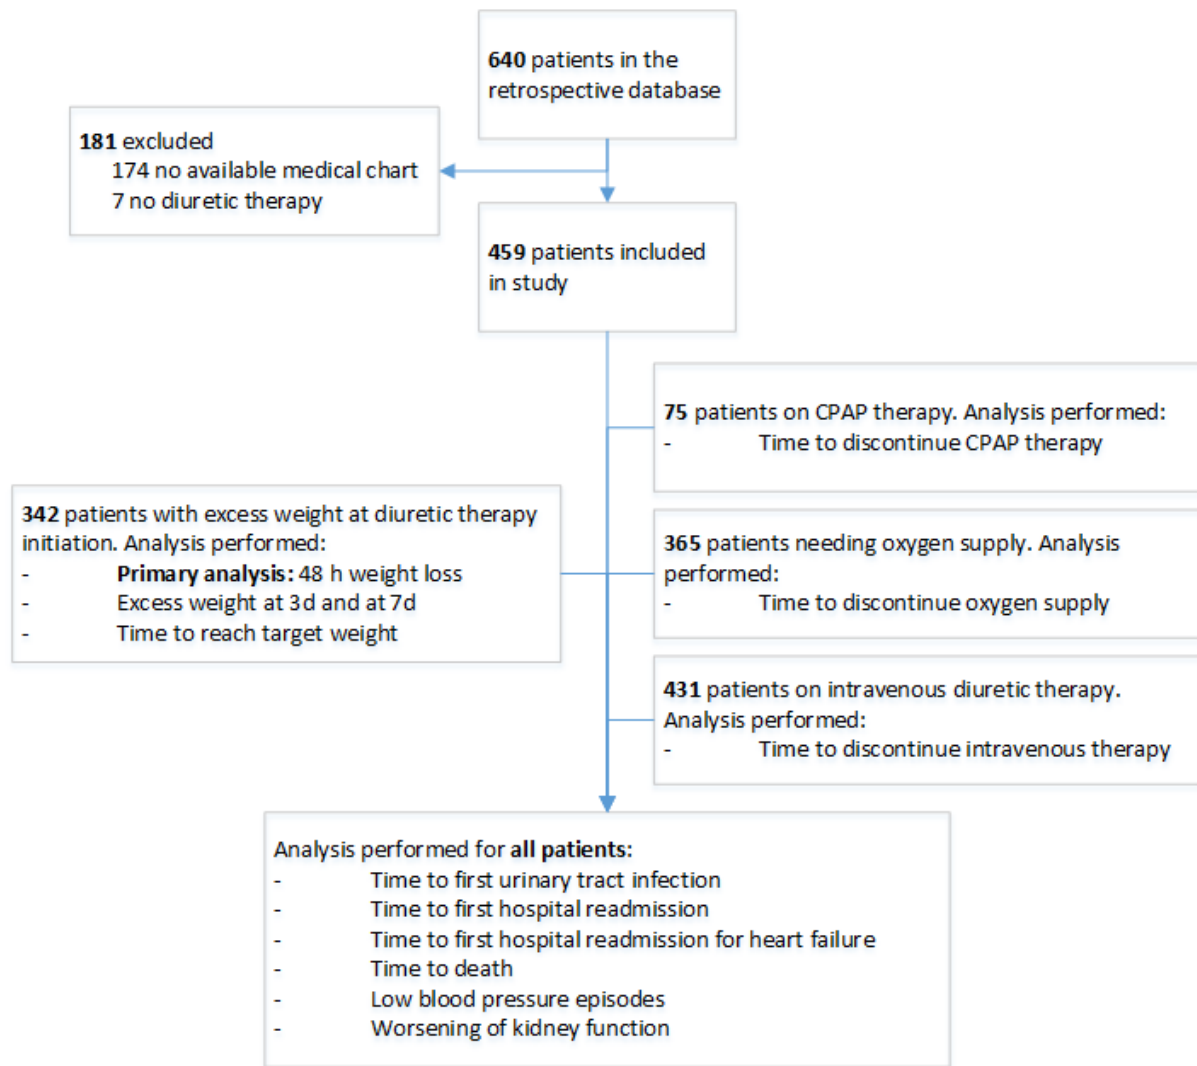 640 patients in the
retrospective database
181 excluded
174 no available medical chart
7 no diuretic therapy
459 patients included
in study
75 patients on CPAP therapy. Analysis performed:
- Time to discontinue CPAP therapy
342 patients with excess weight at diuretic therapy
initiation. Analysis performed:
- Primary analysis: 48 h weight loss
- Excess weight at 3d and at 7d
- Time to reach target weight
365 patients needing oxygen supply. Analysis
performed:
- Time to discontinue oxygen supply
431 patients on intravenous diuretic therapy.
Analysis performed:
- Time to discontinue intravenous therapy
Analysis performed for all patients:
- Time to first urinary tract infection
- Time to first hospital readmission
- Time to first hospital readmission for heart failure
- Time to death
- Low blood pressure episodes
- Worsening of kidney function